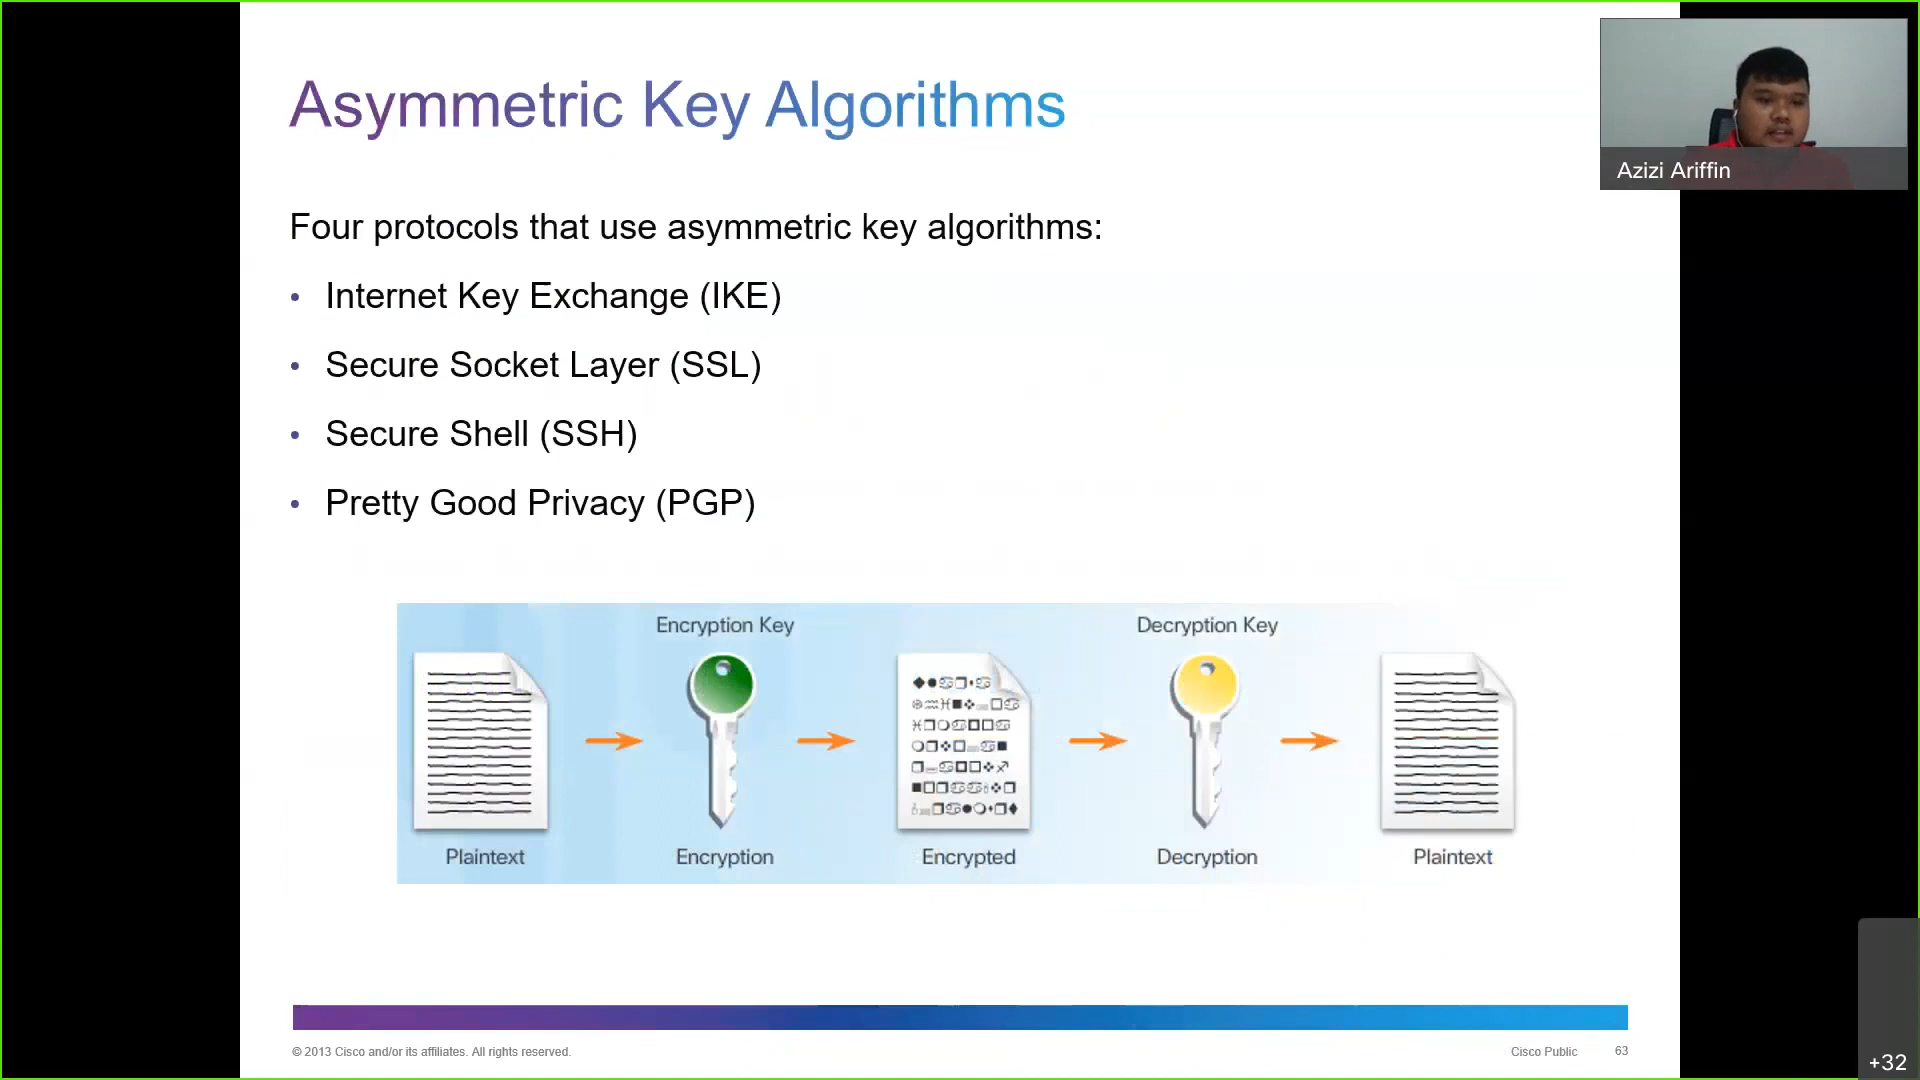 Asymmetric Key Algorithms
Azizi Ariffin
Four protocols that use asymmetric key algorithms:
• Internet Key Exchange (IKE)
• Secure Socket Layer (SSL)
• Secure Shell (SSH)
• Pretty Good Privacy (PGP)
Encryption Key
Decryption Key
Plaintext
Encryption
Encrypted
Decryption
Plaintext
© 2013 Cisco and/or its affiliates. All rights reserved.
Cisco Public
63
+32